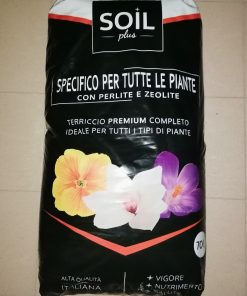 SOIL
plus
SPECIFICO PER TUTTE LE PIANTE
CON PERLITE E ZEOLITE
TERRICCIO PREMIUM COMPLETO
IDEALE PER TUTTI I TIPI DI PIANTE
70
ALTA QUALITÀ
ITALIANA
+ VIGORE
+ NUTRIMENTO